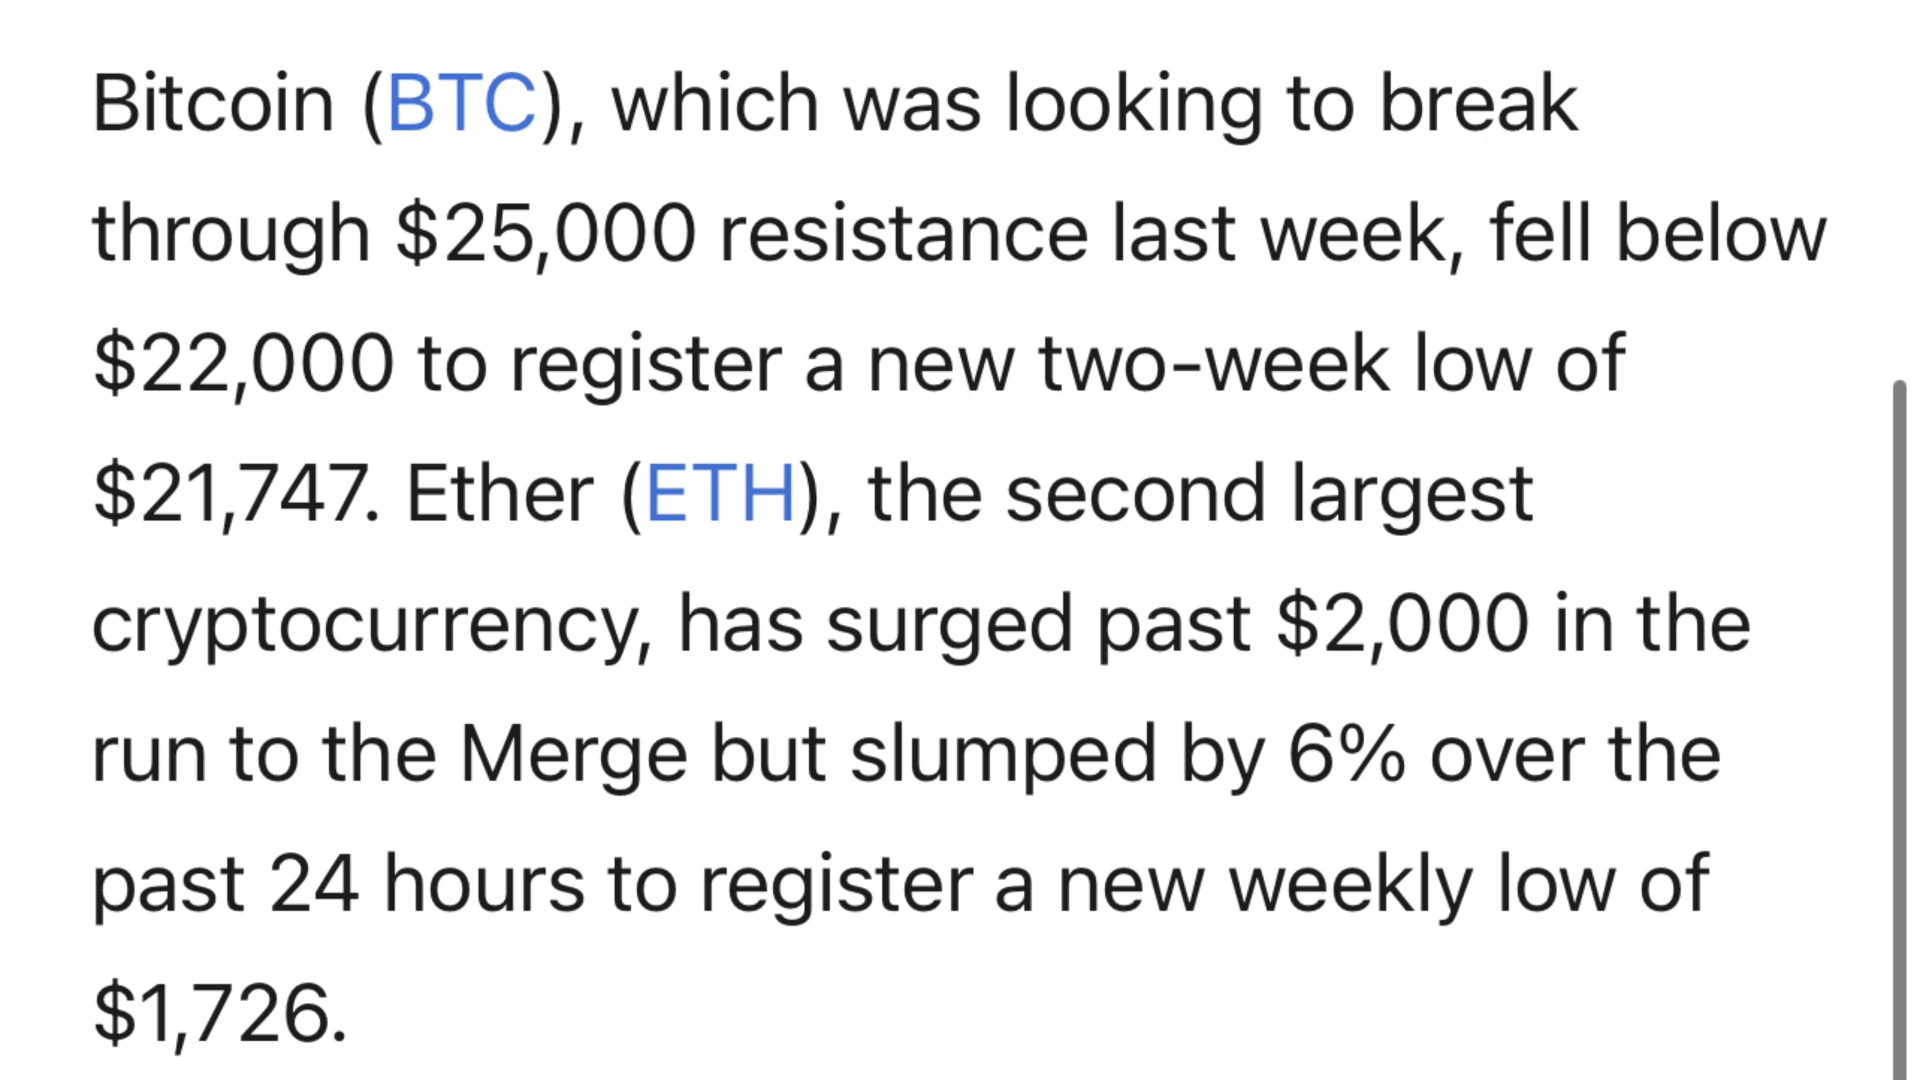 Bitcoin (BTC), which was looking to break
through $25,000 resistance last week, fell below
$22,000 to register a new two-week low of
$21,747. Ether (ETH), the second largest
cryptocurrency, has surged past $2,000 in the
run to the Merge but slumped by 6% over the
past 24 hours to register a new weekly low of
$1,726.